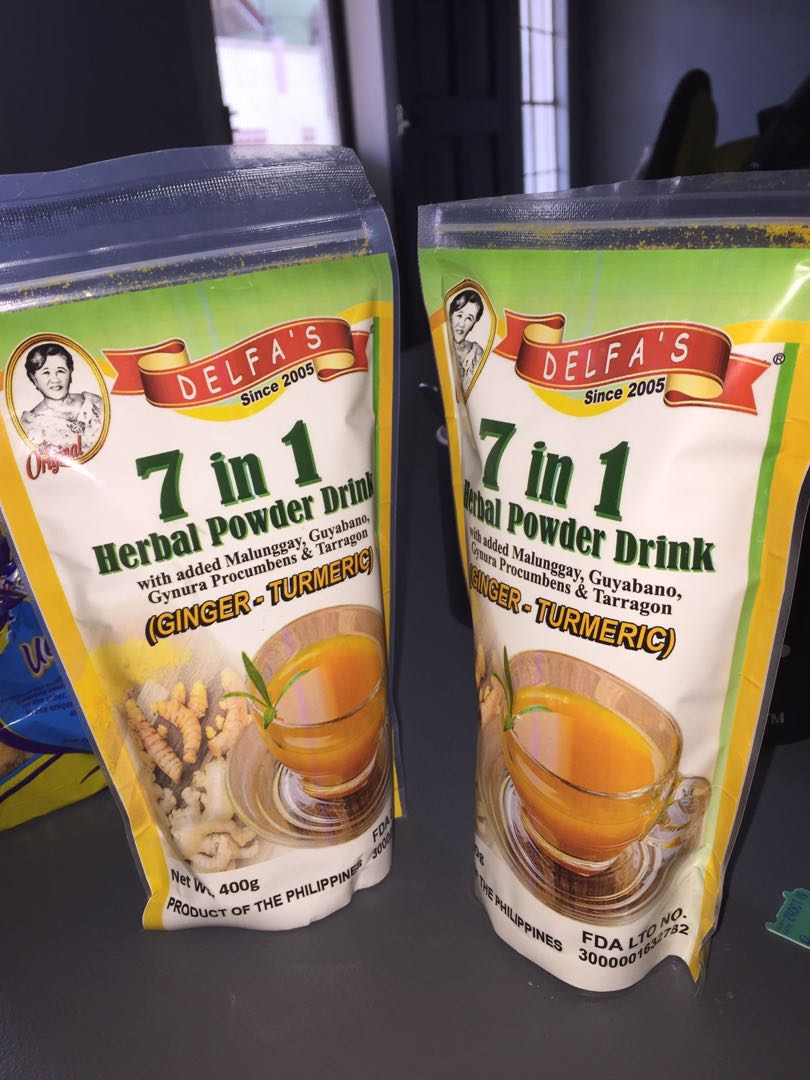 DELFA'S
Since 2005
Original
7 in 1
Herbal Powder Drink
with added Malunggay, Guyabano,
Gynura Procumbens & Tarragon
(GINGER - TURMERIC)
Net Wt. 400g
PRODUCT OF THE PHILIPPINES
FDA
DELFA'S
®
Since 2005
7 in 1
Herbal Powder Drink
with added Malunggay, Guyabano,
Gynura Procumbens & Tarragon
(GINGER - TURMERIC)
THE PHILIPPINES
FDA LTO NO.
3000001632782
TM